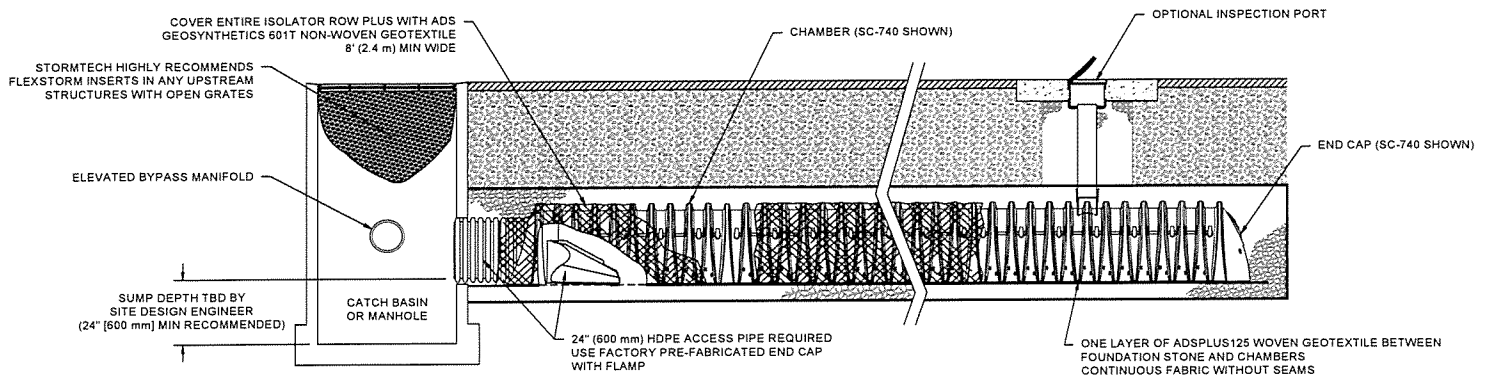 COVER ENTIRE ISOLATOR ROW PLUS WITH ADS
GEOSYNTHETICS 601T NON-WOVEN GEOTEXTILE
8' (2.4 m) MIN WIDE
STORMTECH HIGHLY RECOMMENDS
FLEXSTORM INSERTS IN ANY UPSTREAM
STRUCTURES WITH OPEN GRATES
ELEVATED BYPASS MANIFOLD
SUMP DEPTH TBD BY
SITE DESIGN ENGINEER
(24" [600 mm] MIN RECOMMENDED)
CATCH BASIN
OR MANHOLE
24" (600 mm) HDPE ACCESS PIPE REQUIRED
USE FACTORY PRE-FABRICATED END CAP
WITH FLAMP
CHAMBER (SC-740 SHOWN)
OPTIONAL INSPECTION PORT
END CAP (SC-740 SHOWN)
ONE LAYER OF ADSPLUS125 WOVEN GEOTEXTILE BETWEEN
FOUNDATION STONE AND CHAMBERS
CONTINUOUS FABRIC WITHOUT SEAMS